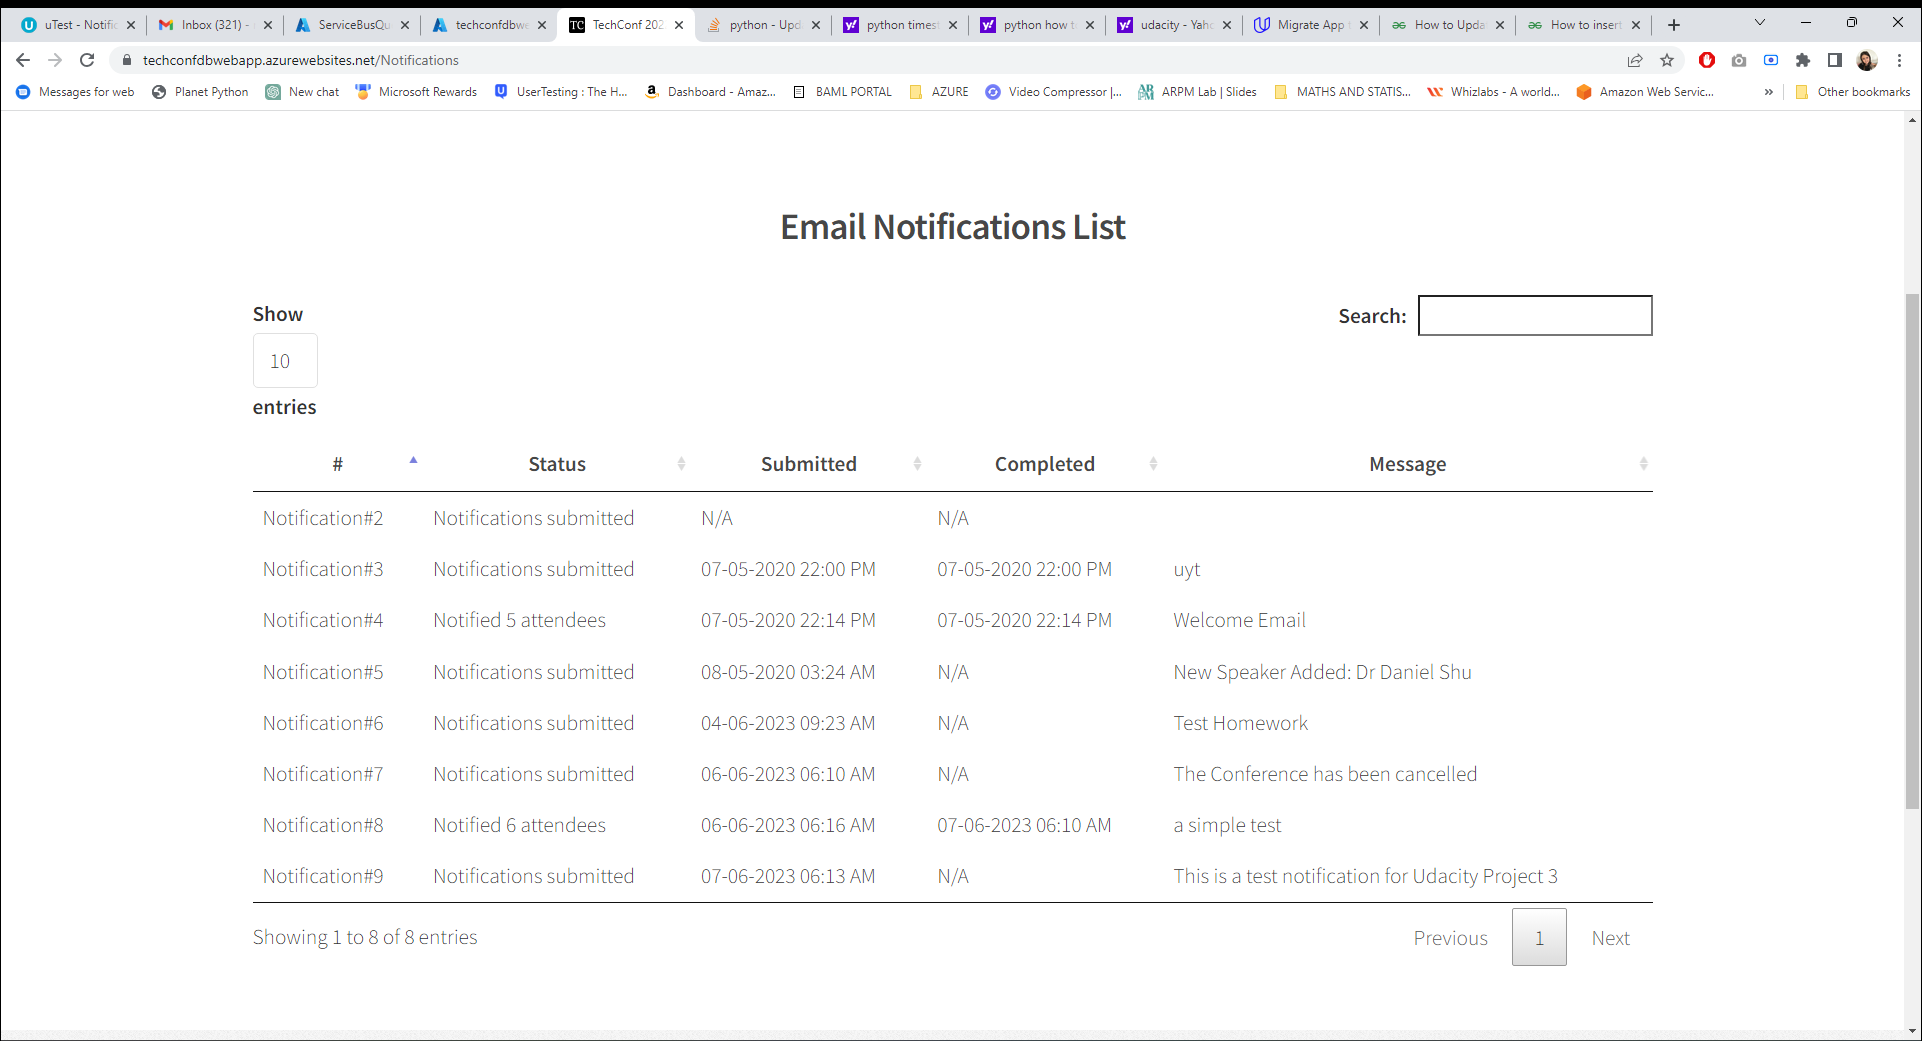 uTest - Notific
Inbox (321) -
ServiceBusQu
techconfdbwe
TechConf 202
python - Upd
python timest
python how t
udacity - Yaho
Migrate App
How to Upda
How to insert
techconfdbwebapp.azurewebsites.net/Notifications
Messages for web
Planet Python
New chat
Microsoft Rewards
UserTesting : The H...
Dashboard - Amaz...
BAML PORTAL
AZURE
Video Compressor |...
ARPM Lab | Slides
MATHS AND STATIS...
Whizlabs - A world...
Amazon Web Servic...
»
Other bookmarks
Email Notifications List
Show
10
entries
Search:
# Status Submitted Completed Message
Notification#2 Notifications submitted N/A N/A
Notification#3 Notifications submitted 07-05-2020 22:00 PM 07-05-2020 22:00 PM uyt
Notification#4 Notified 5 attendees 07-05-2020 22:14 PM 07-05-2020 22:14 PM Welcome Email
Notification#5 Notifications submitted 08-05-2020 03:24 AM N/A New Speaker Added: Dr Daniel Shu
Notification#6 Notifications submitted 04-06-2023 09:23 AM N/A Test Homework
Notification#7 Notifications submitted 06-06-2023 06:10 AM N/A The Conference has been cancelled
Notification#8 Notified 6 attendees 06-06-2023 06:16 AM 07-06-2023 06:10 AM a simple test
Notification#9 Notifications submitted 07-06-2023 06:13 AM N/A This is a test notification for Udacity Project 3
Showing 1 to 8 of 8 entries
Previous 1 Next